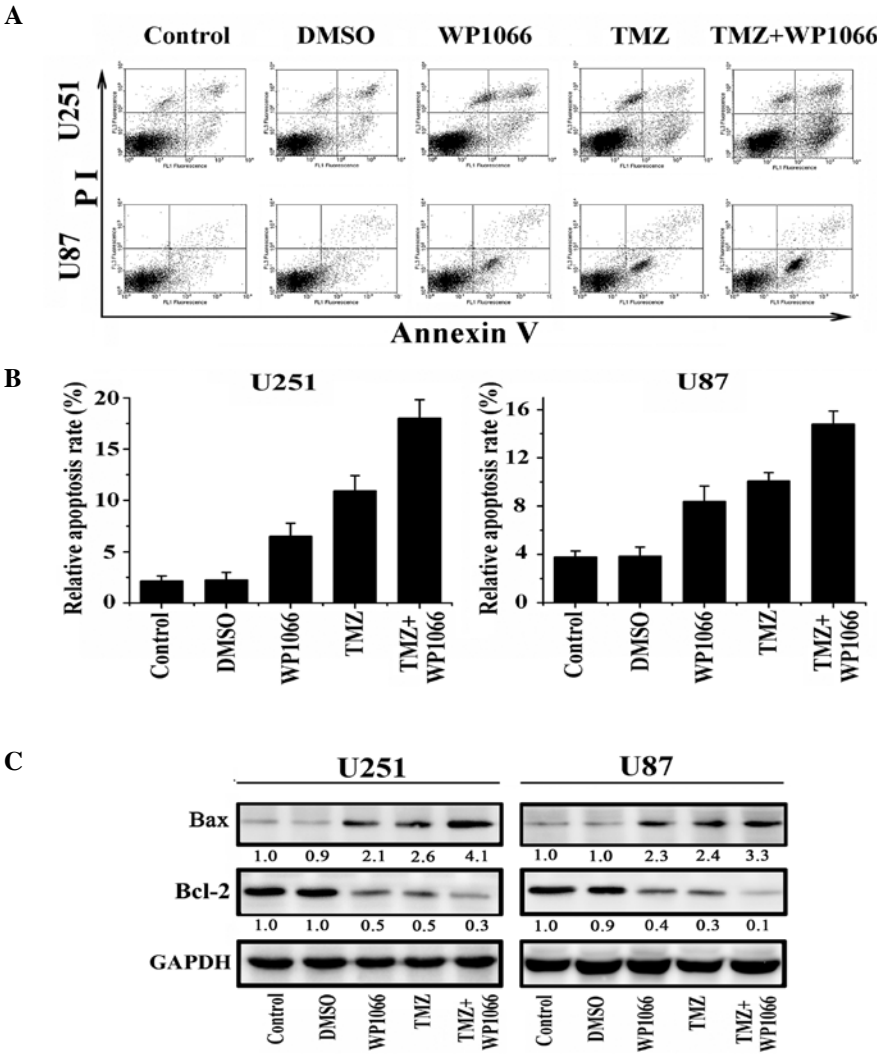 A
Control DMSO WP1066 TMZ TMZ+WP1066
U251
U87
PI
Annexin V
B
U251
Relative apoptosis rate (%)
20
15
10
5
0
Control
DMSO
WP1066
TMZ
TMZ+
WP1066
U87
Relative apoptosis rate (%)
16
12
8
4
0
Control
DMSO
WP1066
TMZ
TMZ+
WP1066
C
U251 U87
Bax
1.0 0.9 2.1 2.6 4.1 1.0 1.0 2.3 2.4 3.3
Bcl-2
1.0 1.0 0.5 0.5 0.3 1.0 0.9 0.4 0.3 0.1
GAPDH
Control
DMSO
WP1066
TMZ
TMZ+
WP1066
Control
DMSO
WP1066
TMZ
TMZ+
WP1066